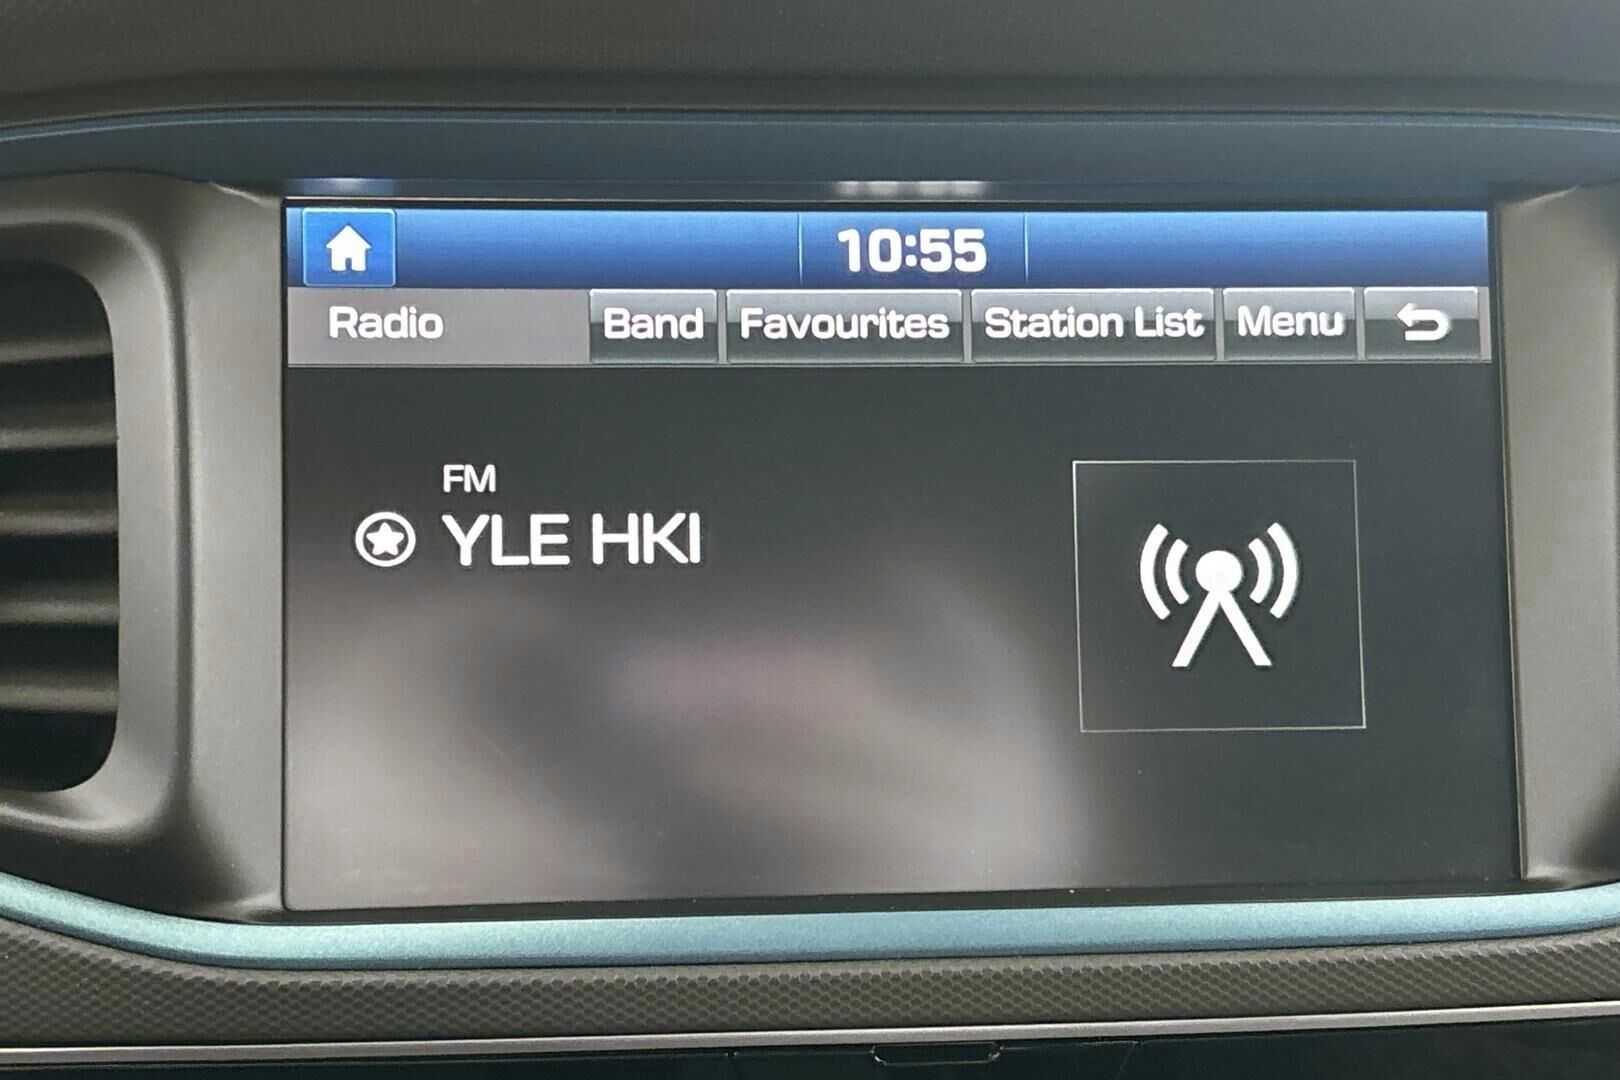 10:55
Radio Band Favourites Station List Menu
FM
YLE HKI